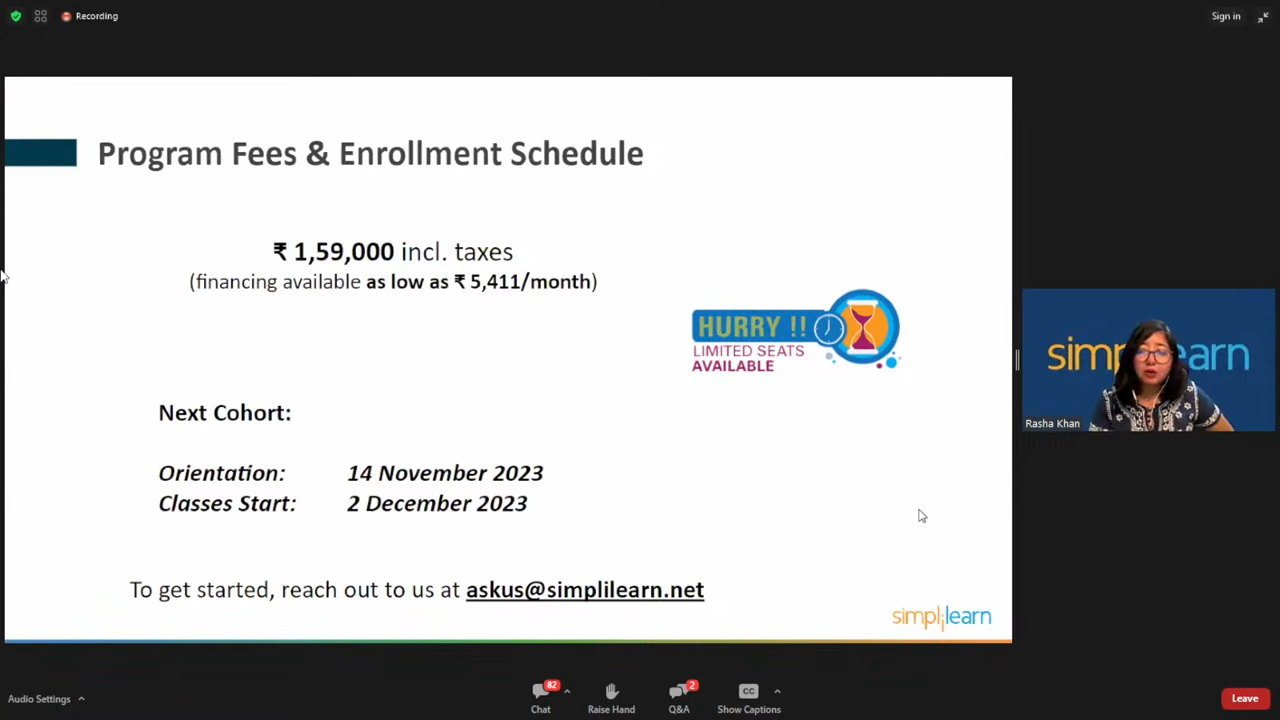 Recording
Sign in
Program Fees & Enrollment Schedule
₹ 1,59,000 incl. taxes
(financing available as low as ₹ 5,411/month)
HURRY !!
LIMITED SEATS
AVAILABLE
Next Cohort:
Orientation: 14 November 2023
Classes Start: 2 December 2023
To get started, reach out to us at askus@simplilearn.net
simplilearn
simplilearn
Rasha Khan
Audio Settings
82
Chat
Raise Hand
2
Q&A
CC
Show Captions
Leave